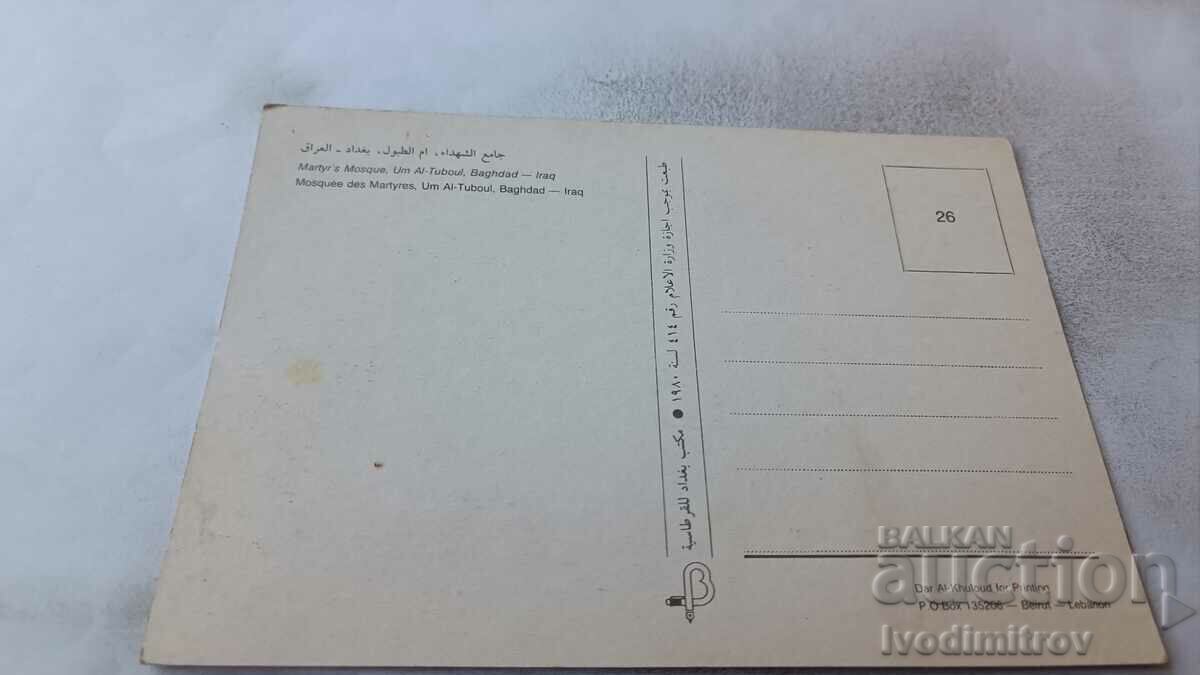 جامع الشهداء، ام الطبول، بغداد - العراق
Martyr's Mosque, Um Al-Tuboul, Baghdad — Iraq
Mosquée des Martyres, Um Al-Tuboul, Baghdad — Iraq
طبعت بموجب اجازة وزارة الاعلام رقم ٤١٤ لسنة ١٩٨٠ ● مكتب بغداد للقرطاسية
26
Dar Al-Khuloud for Printing
P.O.Box 135206 — Beirut — Lebanon
BALKAN
auction
Ivodimitrov